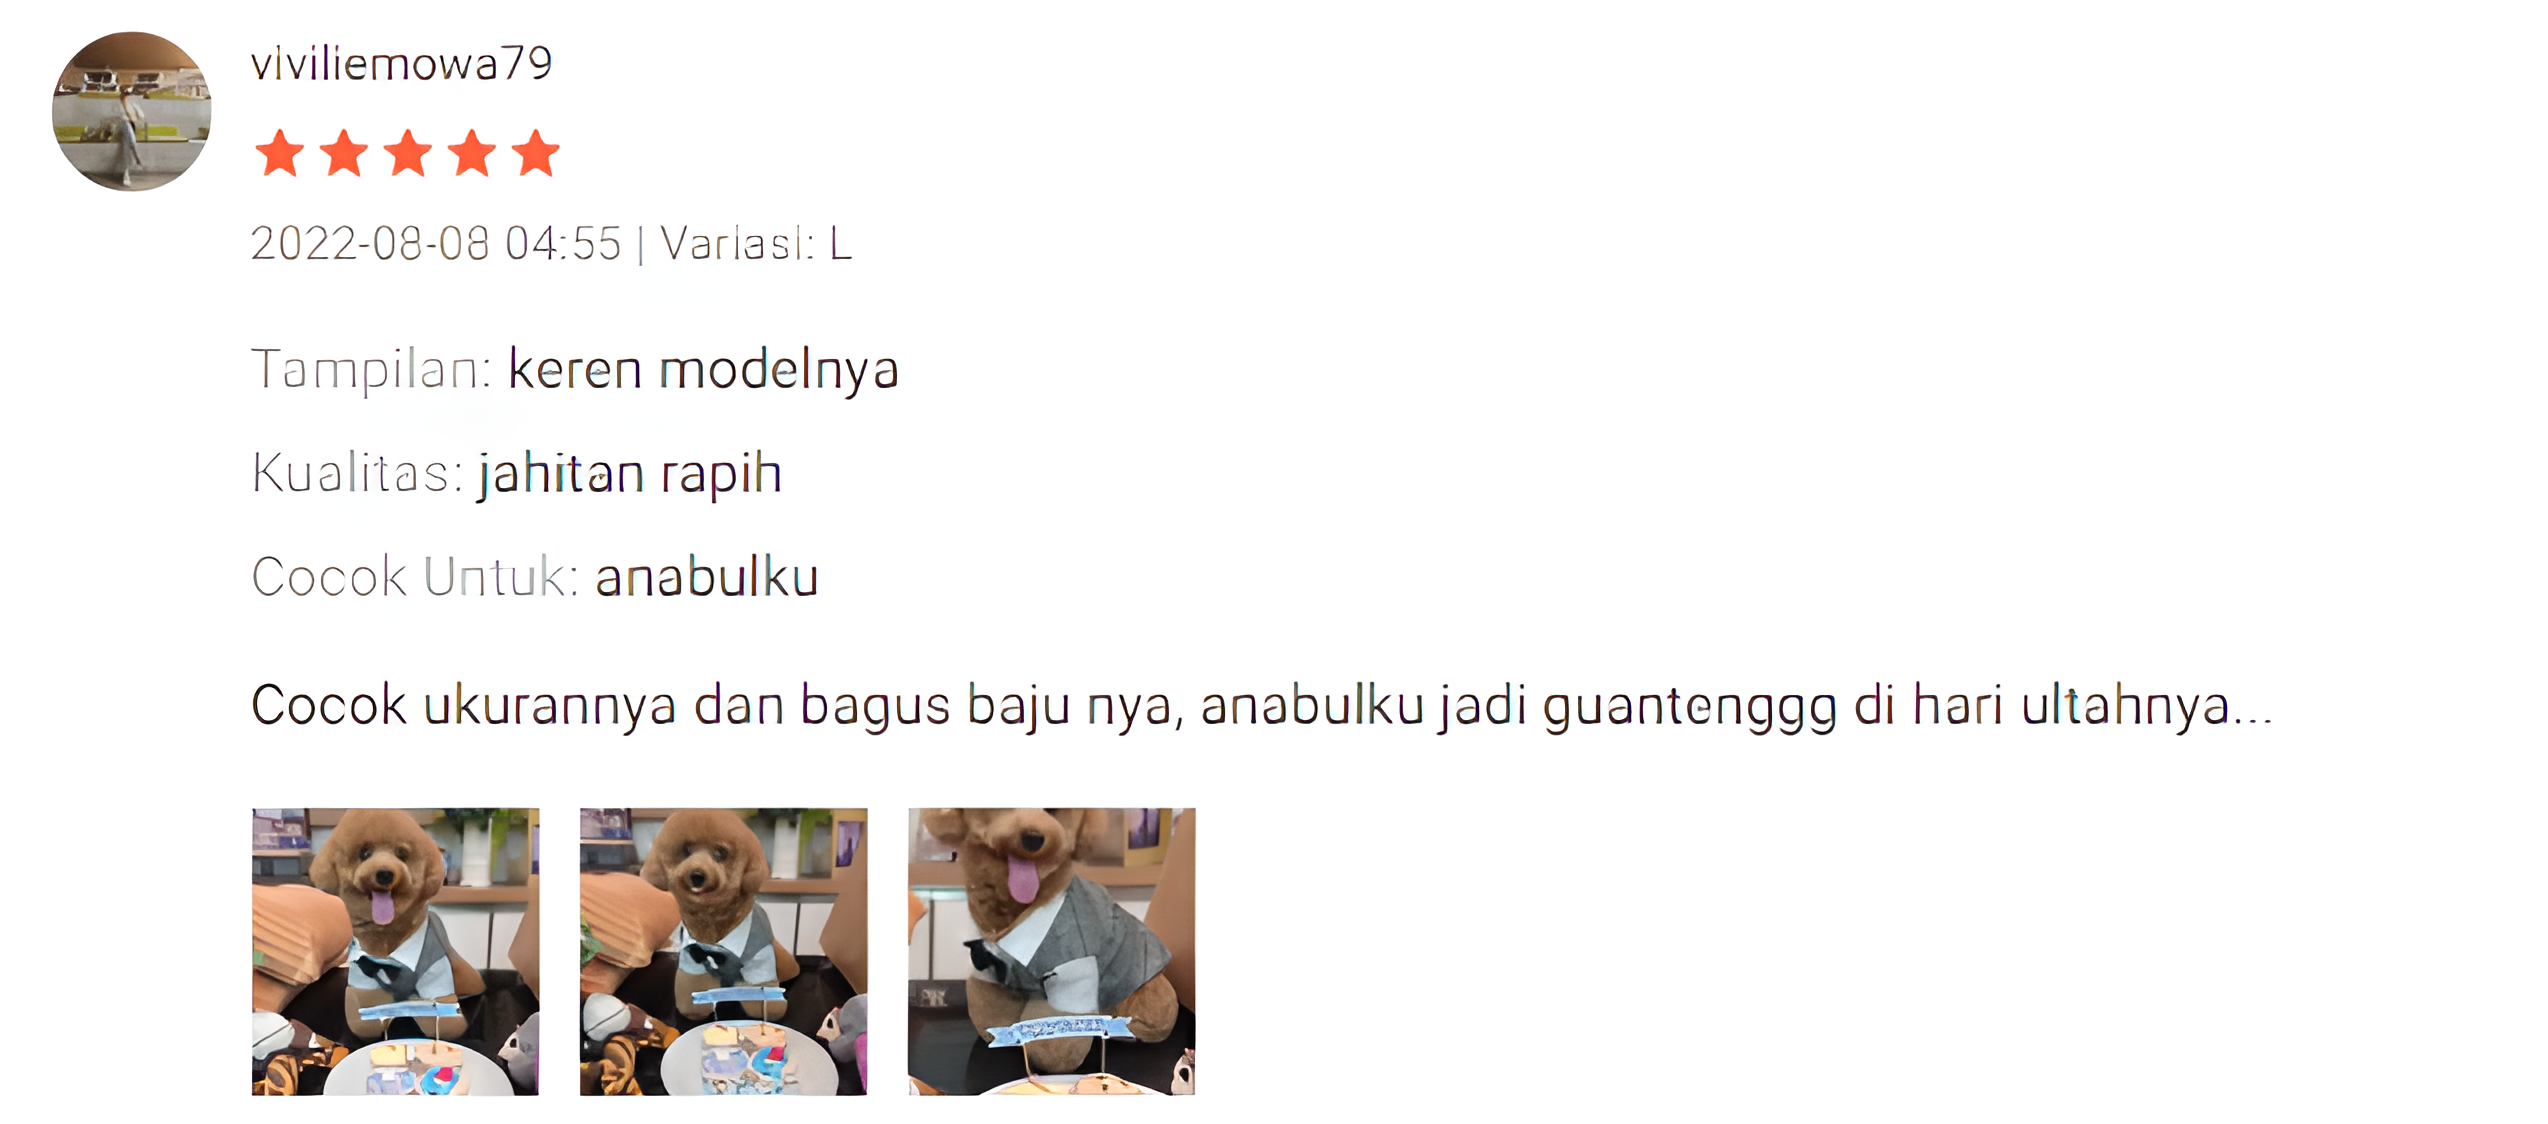 viviliemowa79
2022-08-08 04:55 | Variasi: L
Tampilan: keren modelnya
Kualitas: jahitan rapih
Cocok Untuk: anabulku
Cocok ukurannya dan bagus baju nya, anabulku jadi guantenggg di hari ultahnya...